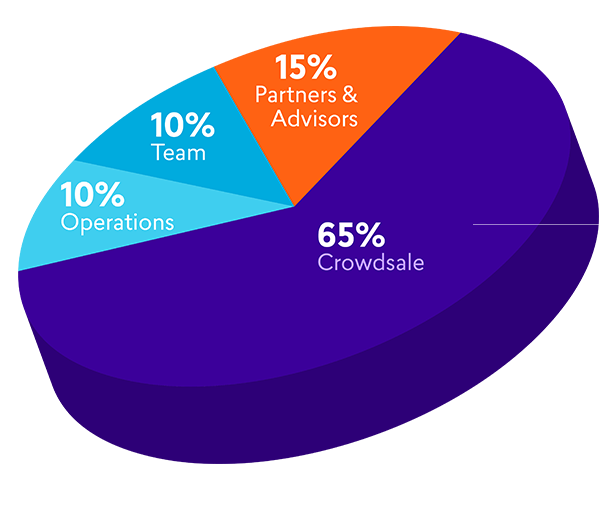 15%
Partners &
Advisors
10%
Team
10%
Operations
65%
Crowdsale